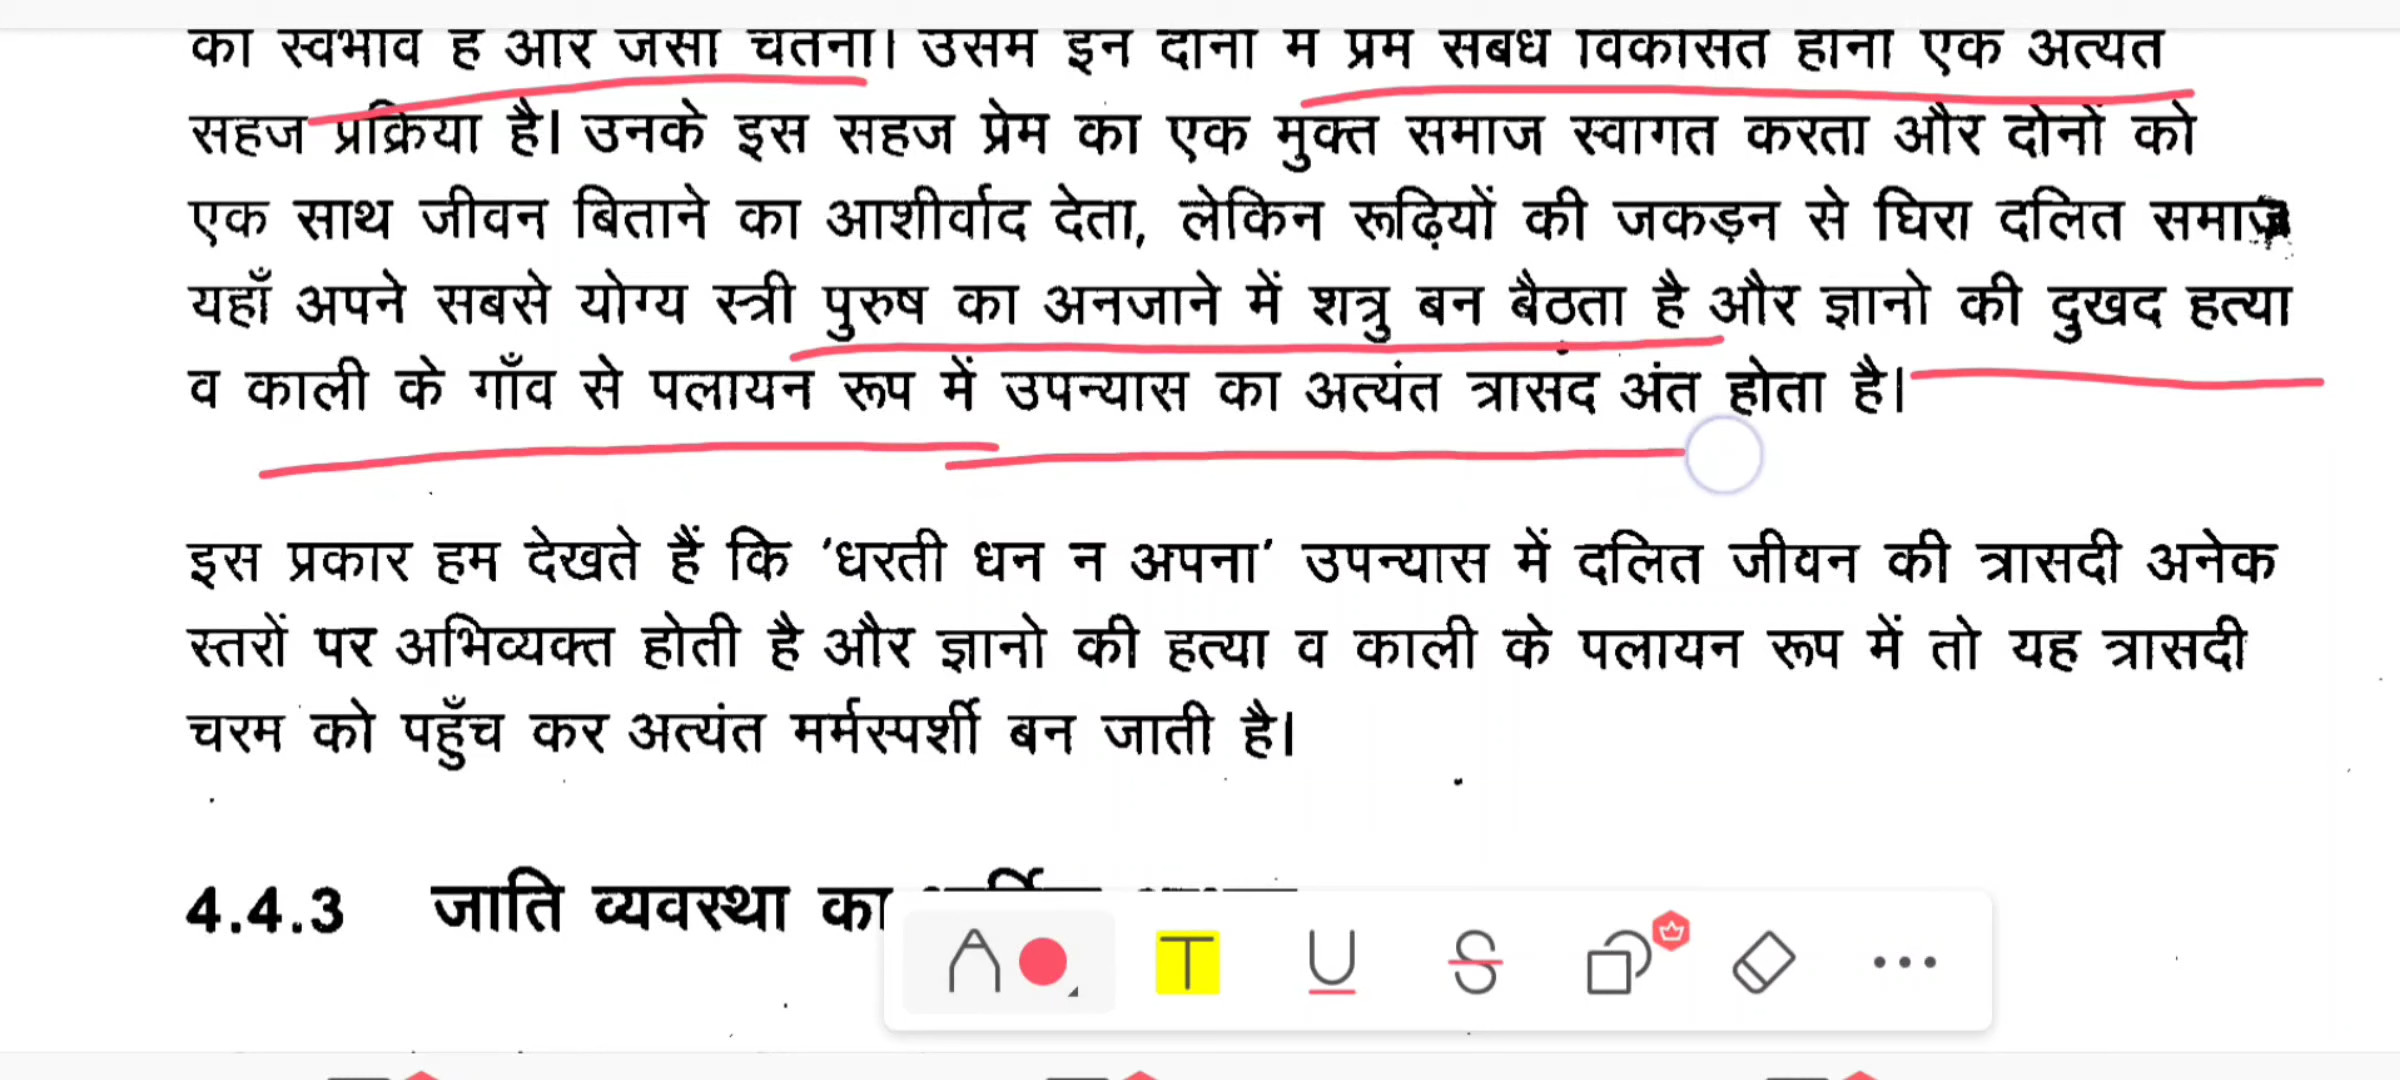 का स्वभाव है और जैसी चेतना। उसमें इन दोनों में प्रेम संबंध विकसित होना एक अत्यंत
सहज प्रक्रिया है। उनके इस सहज प्रेम का एक मुक्त समाज स्वागत करता और दोनों को
एक साथ जीवन बिताने का आशीर्वाद देता, लेकिन रूढ़ियों की जकड़न से घिरा दलित समाज
यहाँ अपने सबसे योग्य स्त्री पुरुष का अनजाने में शत्रु बन बैठता है और ज्ञानो की दुखद हत्या
व काली के गाँव से पलायन रूप में उपन्यास का अत्यंत त्रासद अंत होता है।
इस प्रकार हम देखते हैं कि 'धरती धन न अपना' उपन्यास में दलित जीवन की त्रासदी अनेक
स्तरों पर अभिव्यक्त होती है और ज्ञानो की हत्या व काली के पलायन रूप में तो यह त्रासदी
चरम को पहुँच कर अत्यंत मर्मस्पर्शी बन जाती है।
4.4.3 जाति व्यवस्था का